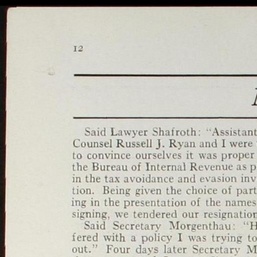 12
Said Lawyer Shafroth: "Assistant
Counsel Russell J. Ryan and I were
to convince ourselves it was proper
the Bureau of Internal Revenue as p
in the tax avoidance and evasion inv
tion. Being given the choice of part
ing in the presentation of the names
signing, we tendered our resignation
Said Secretary Morgenthau: "H
fered with a policy I was trying to
out." Four days later Secretary M